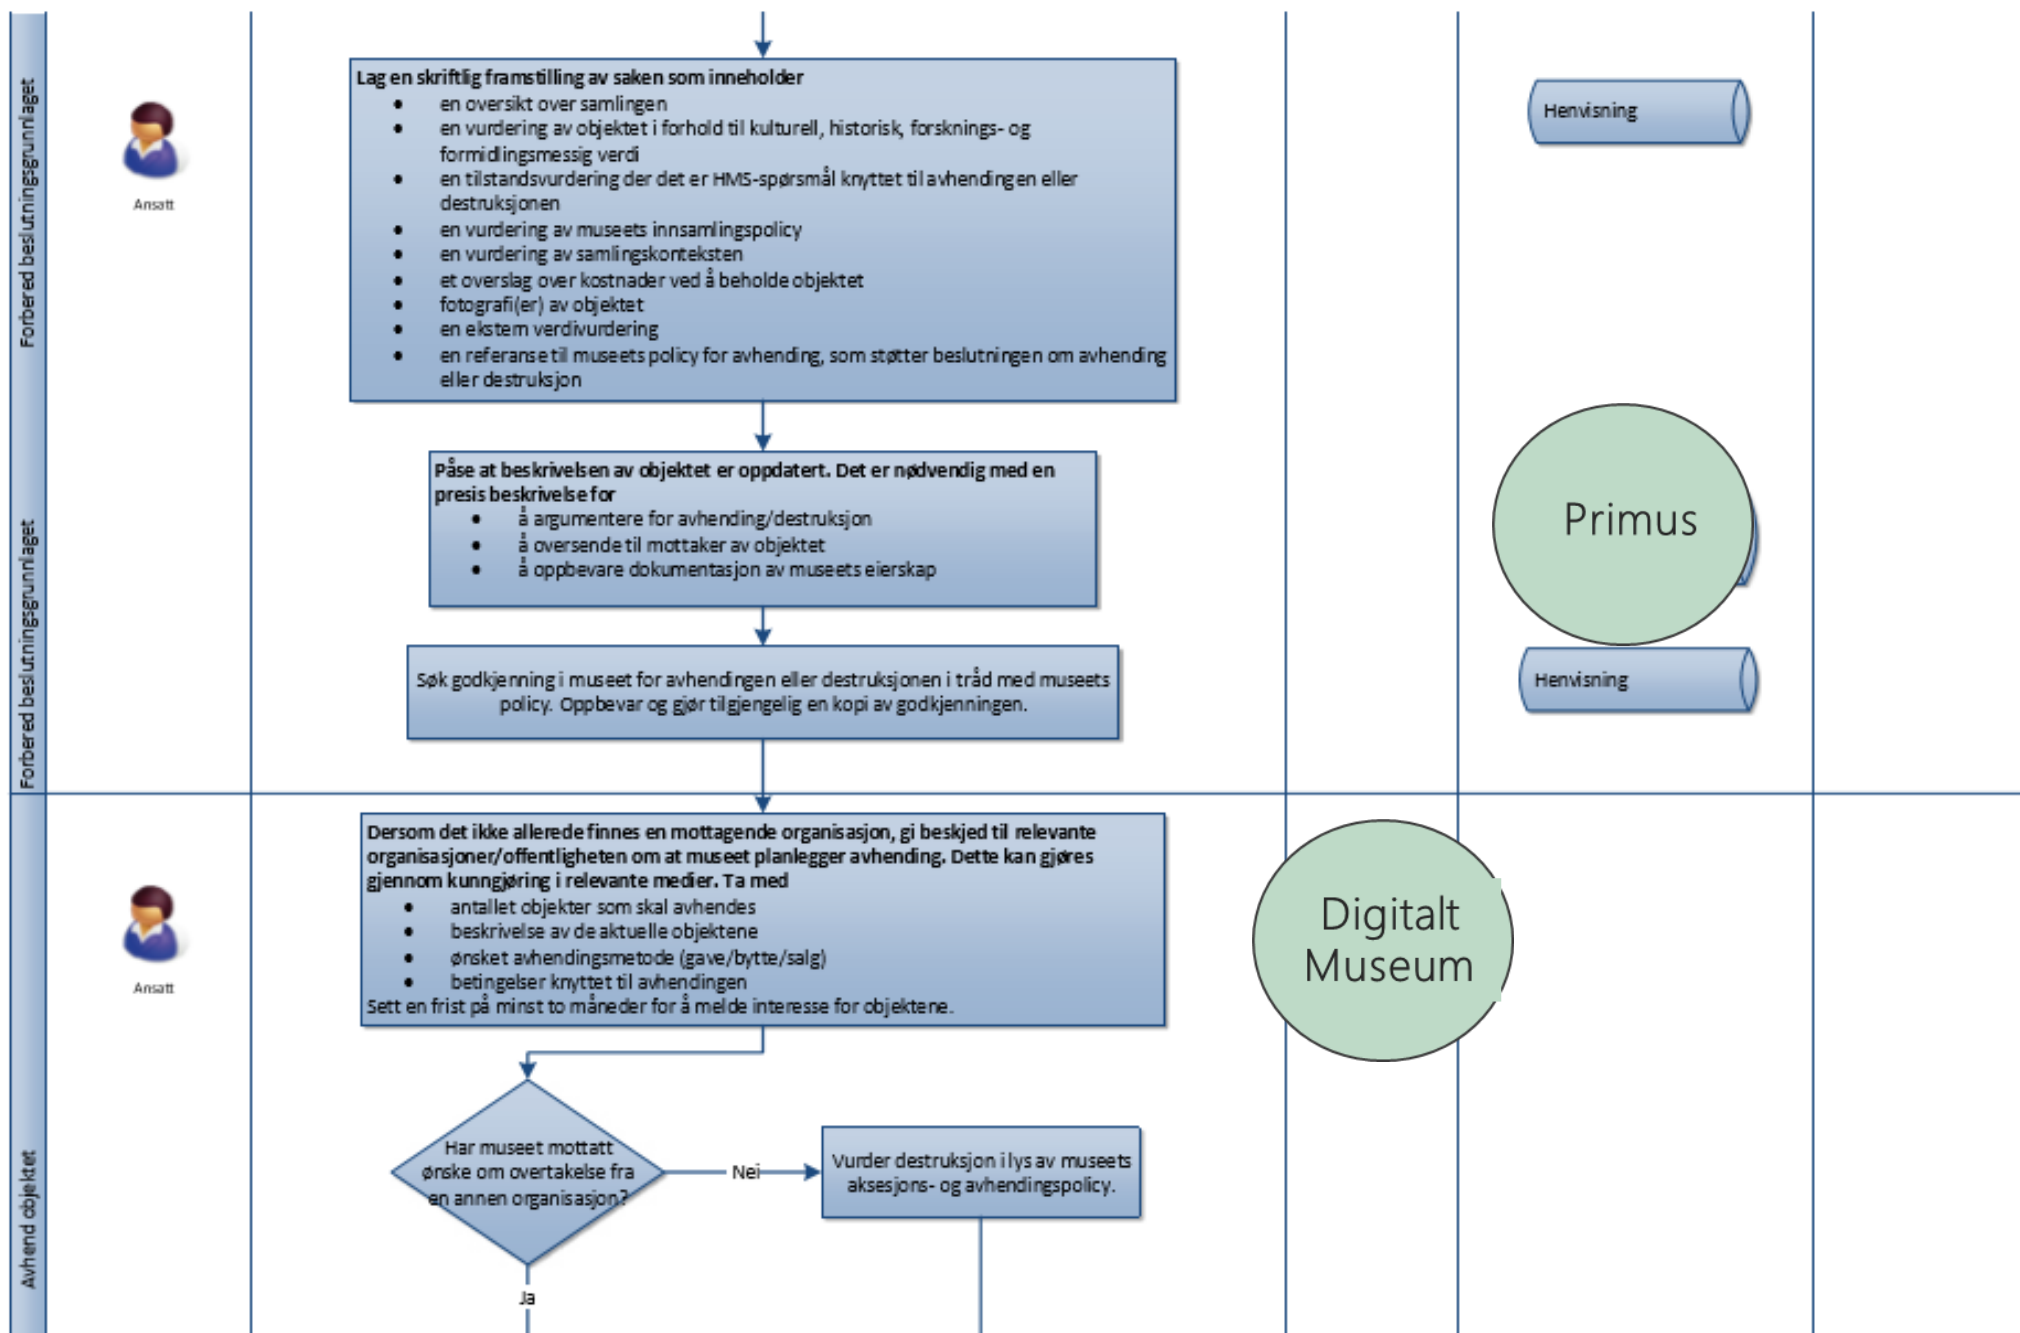 Forbered beslutningsgrunnlaget
Ansatt
Lag en skriftlig framstilling av saken som inneholder
• en oversikt over samlingen
• en vurdering av objektet i forhold til kulturell, historisk, forsknings- og
formidlingsmessig verdi
• en tilstandsvurdering der det er HMS-spørsmål knyttet til avhendingen eller
destruksjonen
• en vurdering av museets innsamlingspolicy
• en vurdering av samlingskonteksten
• et overslag over kostnader ved å beholde objektet
• fotografi(er) av objektet
• en ekstern verdivurdering
• en referanse til museets policy for avhending, som støtter beslutningen om avhending
eller destruksjon
Henvisning
Forbered beslutningsgrunnlaget
Påse at beskrivelsen av objektet er oppdatert. Det er nødvendig med en
presis beskrivelse for
• å argumentere for avhending/destruksjon
• å oversende til mottaker av objektet
• å oppbevare dokumentasjon av museets eierskap
Primus
Søk godkjenning i museet for avhendingen eller destruksjonen i tråd med museets
policy. Oppbevar og gjør tilgjengelig en kopi av godkjenningen.
Henvisning
Avhend objektet
Ansatt
Dersom det ikke allerede finnes en mottagende organisasjon, gi beskjed til relevante
organisasjoner/offentligheten om at museet planlegger avhending. Dette kan gjøres
gjennom kunngjøring i relevante medier. Ta med
• antallet objekter som skal avhendes
• beskrivelse av de aktuelle objektene
• ønsket avhendingsmetode (gave/bytte/salg)
• betingelser knyttet til avhendingen
Sett en frist på minst to måneder for å melde interesse for objektene.
Digitalt
Museum
Har museet mottatt
ønske om overtakelse fra
en annen organisasjon?
Nei
Vurder destruksjon i lys av museets
aksesjons- og avhendingspolicy.
Ja